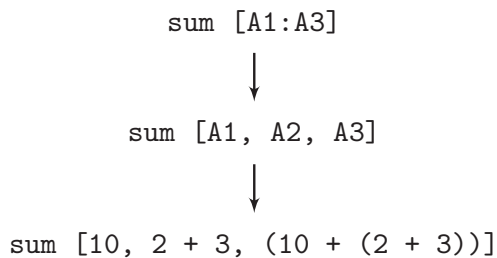 sum [A1:A3]
sum [A1, A2, A3]
sum [10, 2 + 3, (10 + (2 + 3))]